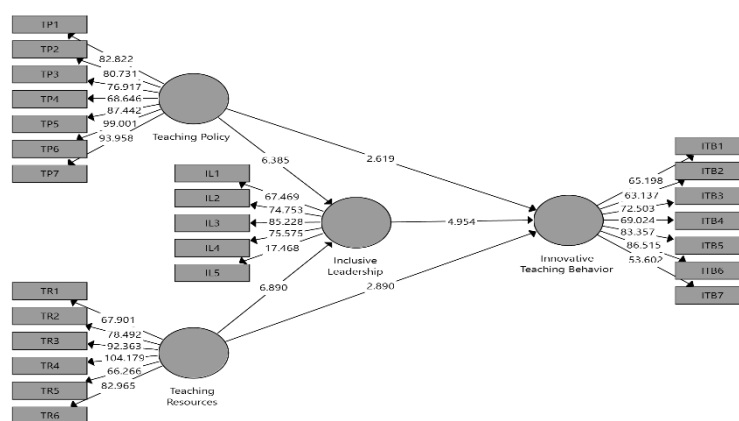 TP1
TP2
TP3
TP4
TP5
TP6
TP7
82.822
80.731
76.917
68.646
87.442
99.001
93.958
Teaching Policy
6.385
2.619
IL1
IL2
IL3
IL4
IL5
67.469
74.753
85.228
75.575
17.468
Inclusive
Leadership
4.954
6.890
2.890
TR1
TR2
TR3
TR4
TR5
TR6
67.901
78.492
92.363
104.179
66.266
82.965
Teaching
Resources
ITB1
ITB2
ITB3
ITB4
ITB5
ITB6
ITB7
65.198
63.137
72.503
69.024
83.357
86.515
53.602
Innovative
Teaching Behavior